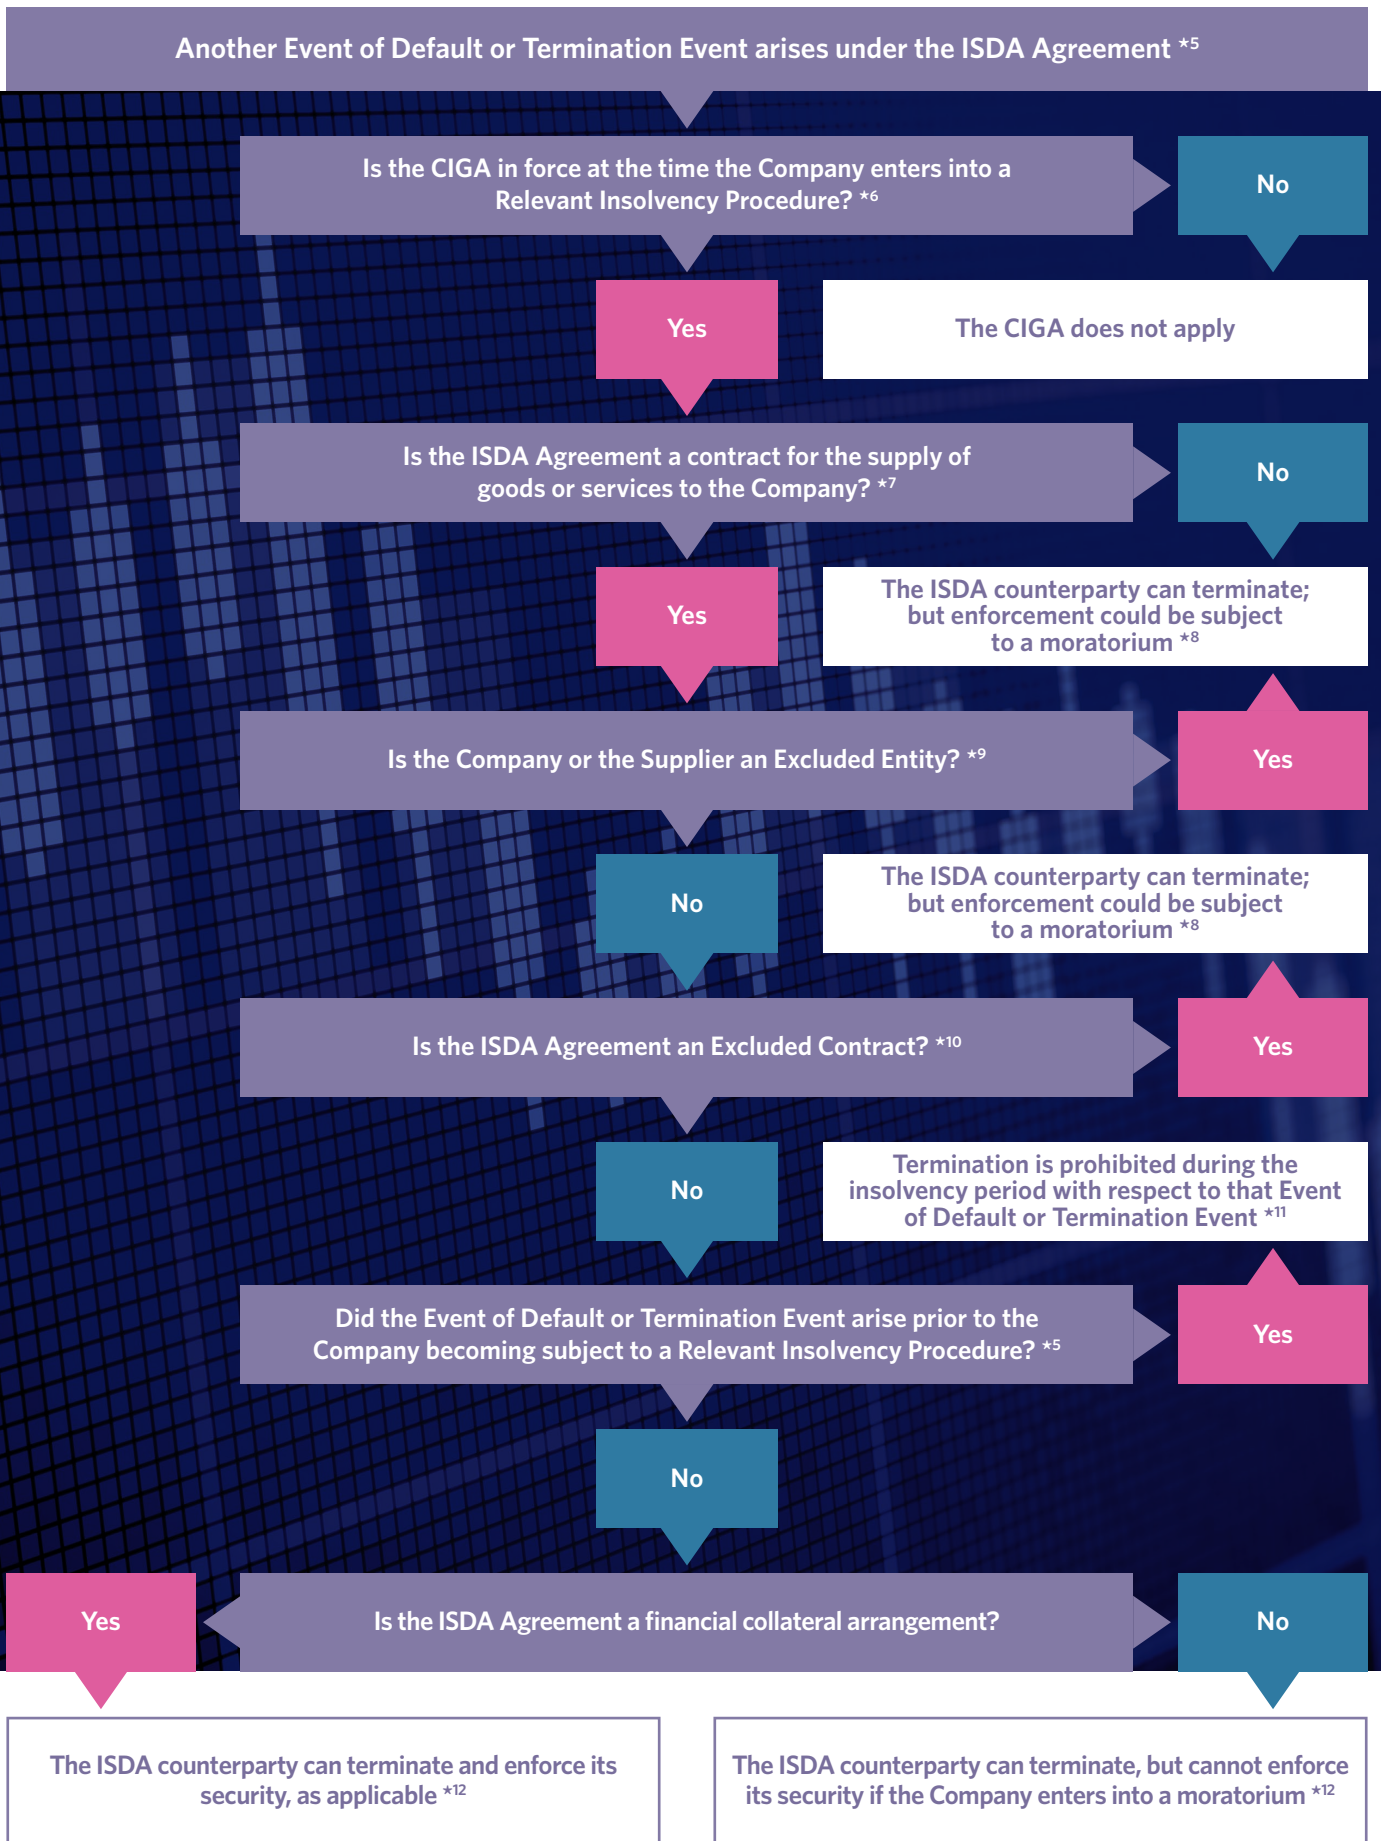 Another Event of Default or Termination Event arises under the ISDA Agreement *5
Is the CIGA in force at the time the Company enters into a
Relevant Insolvency Procedure? *6
No
Yes
The CIGA does not apply
Is the ISDA Agreement a contract for the supply of
goods or services to the Company? *7
No
Yes
The ISDA counterparty can terminate;
but enforcement could be subject
to a moratorium *8
Is the Company or the Supplier an Excluded Entity? *9
Yes
No
The ISDA counterparty can terminate;
but enforcement could be subject
to a moratorium *8
Is the ISDA Agreement an Excluded Contract? *10
Yes
No
Termination is prohibited during the
insolvency period with respect to that Event
of Default or Termination Event *11
Did the Event of Default or Termination Event arise prior to the
Company becoming subject to a Relevant Insolvency Procedure? *5
Yes
No
Yes
Is the ISDA Agreement a financial collateral arrangement?
No
The ISDA counterparty can terminate and enforce its
security, as applicable *12
The ISDA counterparty can terminate, but cannot enforce
its security if the Company enters into a moratorium *12